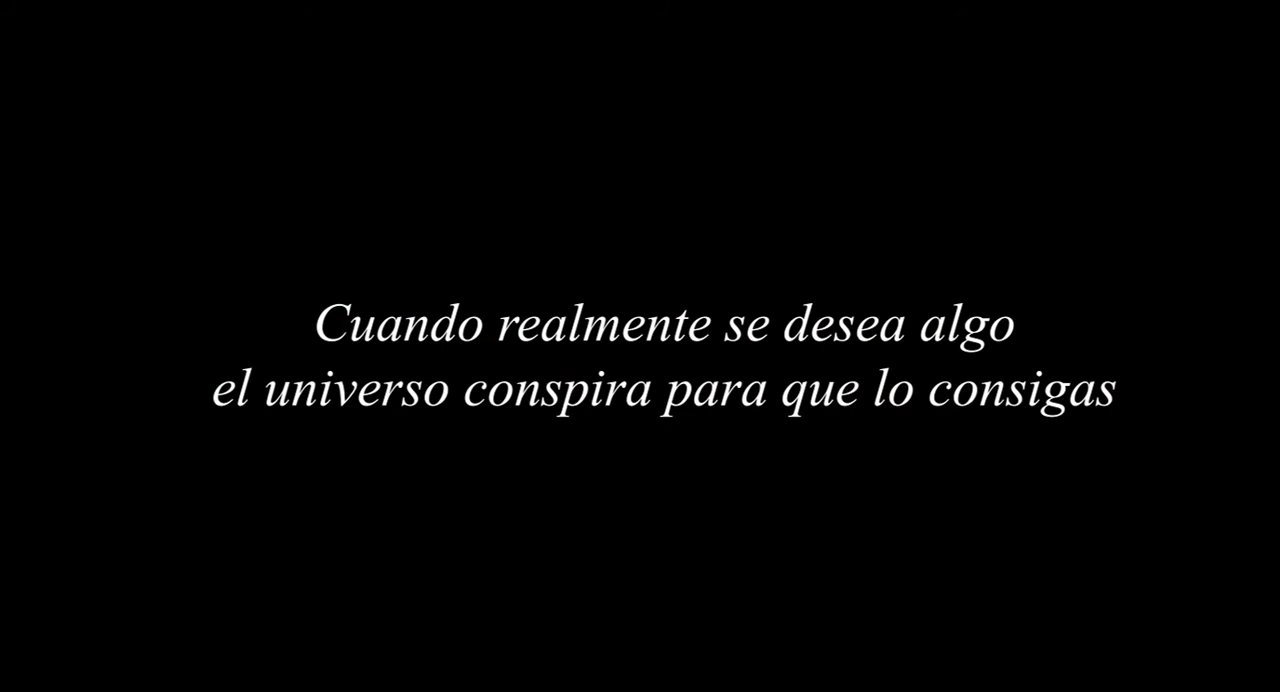 Cuando realmente se desea algo
el universo conspira para que lo consigas